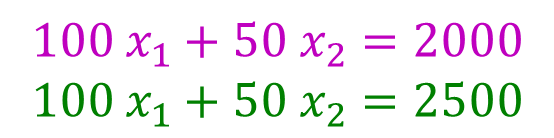 100 x₁ + 50 x₂ = 2000
100 x₁ + 50 x₂ = 2500